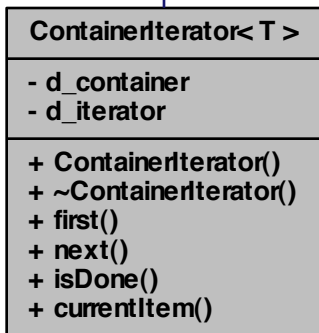 ContainerIterator< T >
- d_container
- d_iterator
+ ContainerIterator()
+ ~ContainerIterator()
+ first()
+ next()
+ isDone()
+ currentItem()